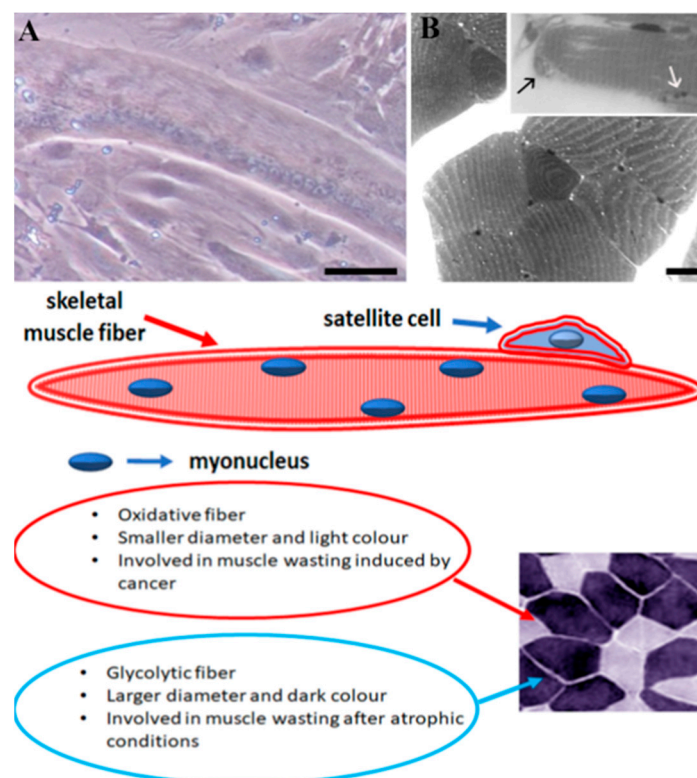 A
B
skeletal
muscle fiber
satellite cell
myonucleus
• Oxidative fiber
• Smaller diameter and light colour
• Involved in muscle wasting induced by
cancer
• Glycolytic fiber
• Larger diameter and dark colour
• Involved in muscle wasting after atrophic
conditions